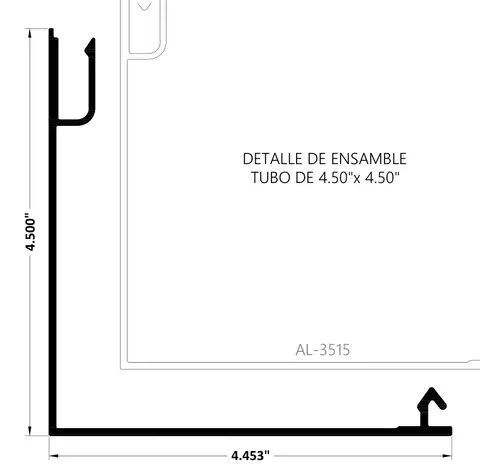 DETALLE DE ENSAMBLE
TUBO DE 4.50"x 4.50"
4.500"
AL-3515
4.453"